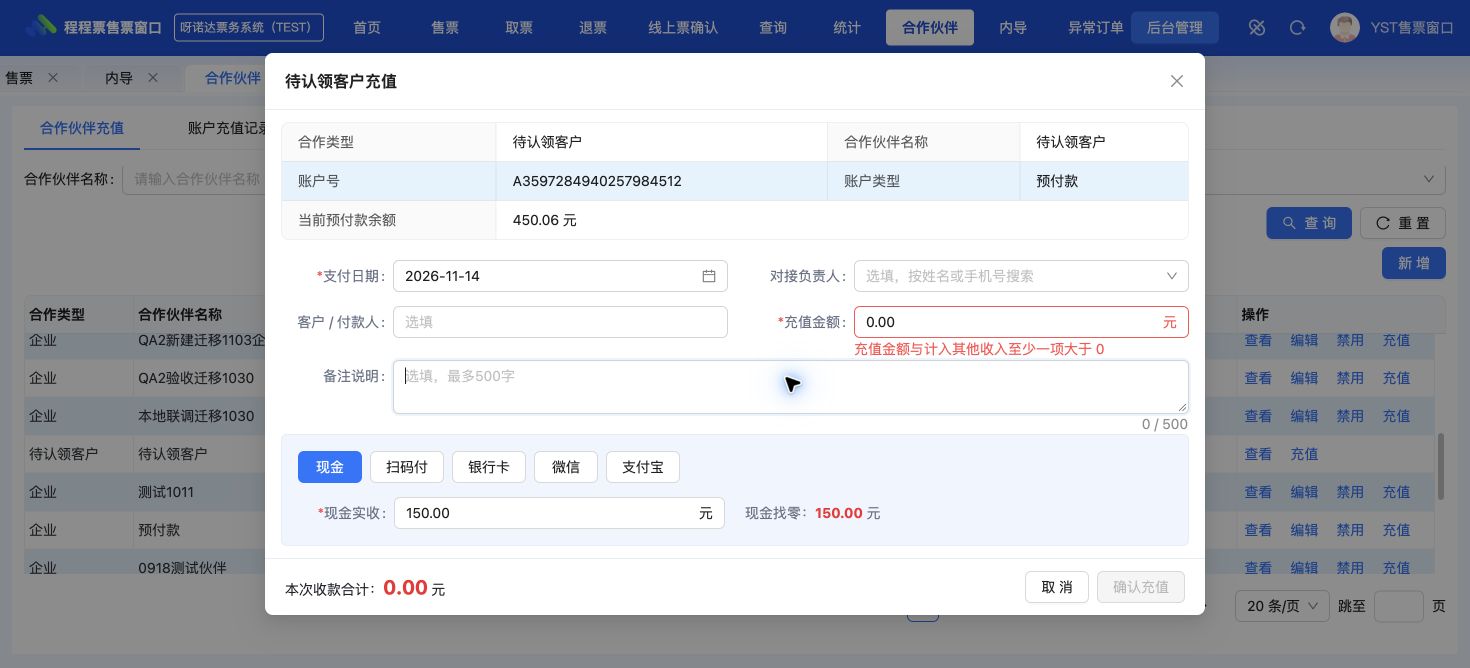 程程票售票窗口 呀诺达票务系统（TEST） 首页 售票 取票 退票 线上票确认 查询 统计 合作伙伴 内导 异常订单 后台管理 YST售票窗口
售票 内导 合作伙伴
合作伙伴充值 账户充值记录
合作伙伴名称： 请输入合作伙伴名称
查 询 重 置
新 增
合作类型 合作伙伴名称 操作
企业 QA2新建迁移1103企 查看 编辑 禁用 充值
企业 QA2验收迁移1030 查看 编辑 禁用 充值
企业 本地联调迁移1030 查看 编辑 禁用 充值
待认领客户 待认领客户 查看 充值
企业 测试1011 查看 编辑 禁用 充值
企业 预付款 查看 编辑 禁用 充值
企业 0918测试伙伴 查看 编辑 禁用 充值
20 条/页 跳至 页
待认领客户充值
合作类型 待认领客户 合作伙伴名称 待认领客户
账户号 A3597284940257984512 账户类型 预付款
当前预付款余额 450.06 元
*支付日期： 2026-11-14 对接负责人： 选填，按姓名或手机号搜索
客户 / 付款人： 选填 *充值金额： 0.00 元
充值金额与计入其他收入至少一项大于 0
备注说明： 选填，最多500字
0 / 500
现金 扫码付 银行卡 微信 支付宝
*现金实收： 150.00 元 现金找零： 150.00 元
本次收款合计： 0.00 元 取 消 确认充值